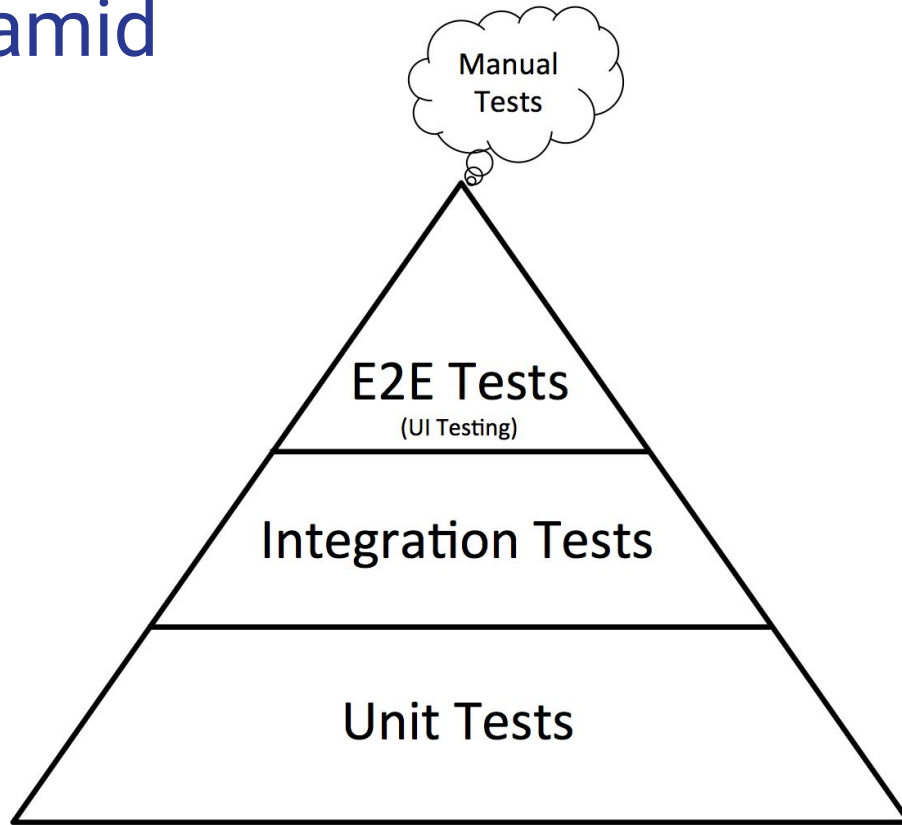 amid
Manual
Tests
E2E Tests
(UI Testing)
Integration Tests
Unit Tests